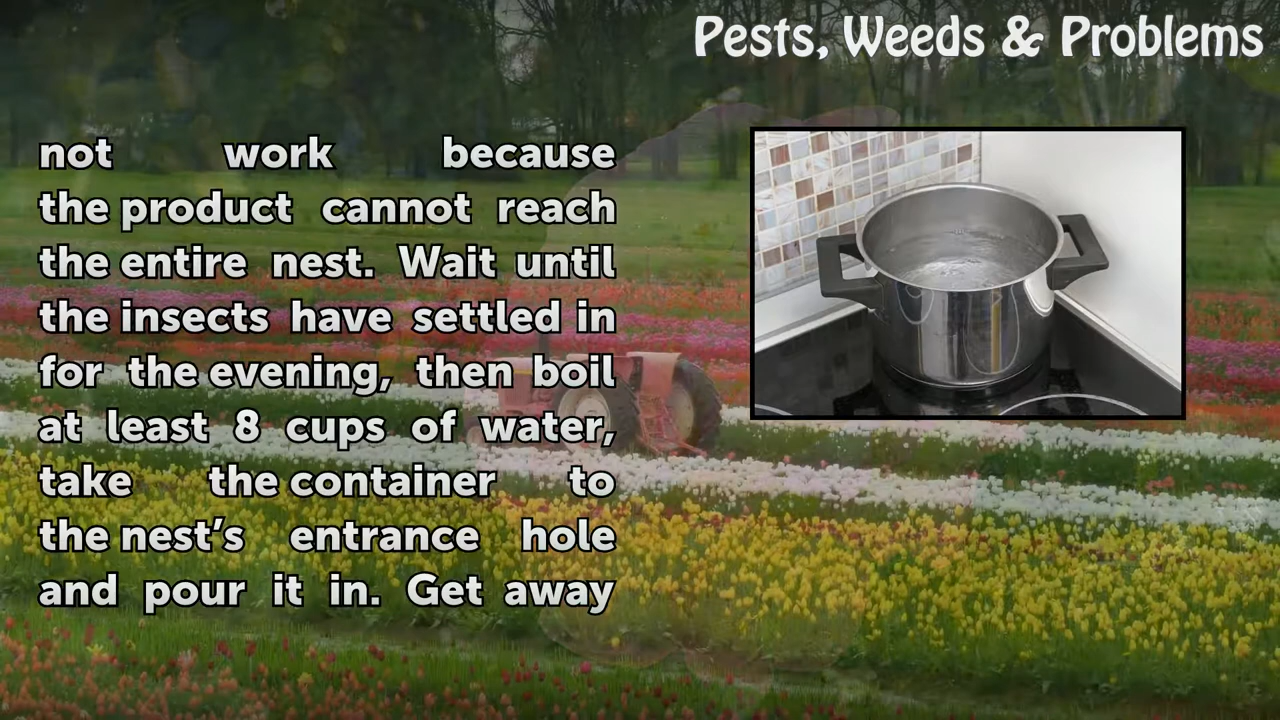 Pests, Weeds & Problems
not work because
the product cannot reach
the entire nest. Wait until
the insects have settled in
for the evening, then boil
at least 8 cups of water,
take the container to
the nest’s entrance hole
and pour it in. Get away